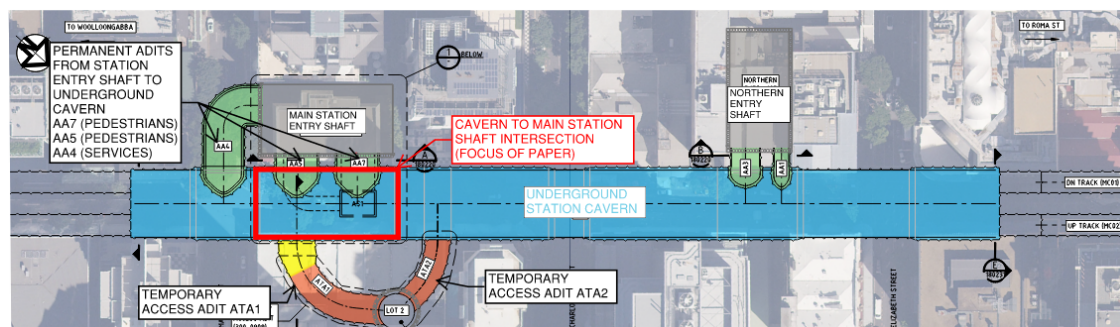 TO WOOLLOONGABBA
TO ROMA ST
PERMANENT ADITS
FROM STATION
ENTRY SHAFT TO
UNDERGROUND
CAVERN
AA7 (PEDESTRIANS)
AA5 (PEDESTRIANS)
AA4 (SERVICES)
BELOW
MAIN STATION
ENTRY SHAFT
NORTHERN
NORTHERN
ENTRY
SHAFT
CAVERN TO MAIN STATION
SHAFT INTERSECTION
(FOCUS OF PAPER)
AA4
AA5
AA7
A
B
AA3
AA1
AS1
UNDERGROUND
STATION CAVERN
DN TRACK
UP TRACK
TEMPORARY
ACCESS ADIT ATA1
ATA1
ATA2
LOT 2
TEMPORARY
ACCESS ADIT ATA2
ELIZABETH STREET